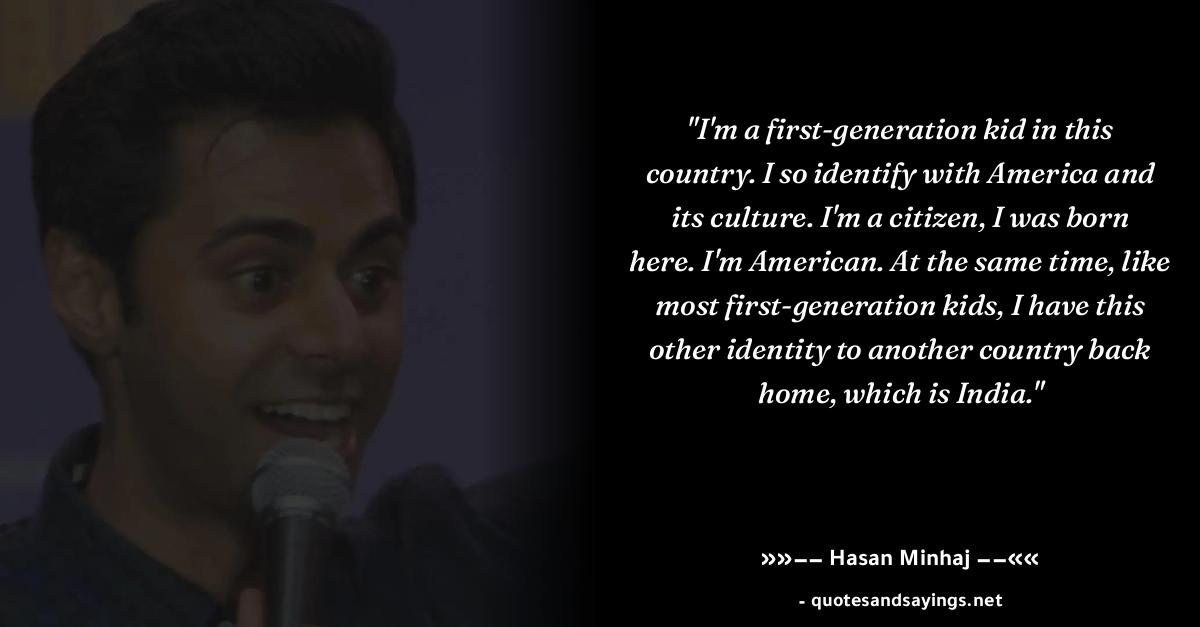 "I'm a first-generation kid in this
country. I so identify with America and
its culture. I'm a citizen, I was born
here. I'm American. At the same time, like
most first-generation kids, I have this
other identity to another country back
home, which is India."
»»−− Hasan Minhaj −−««
- quotesandsayings.net